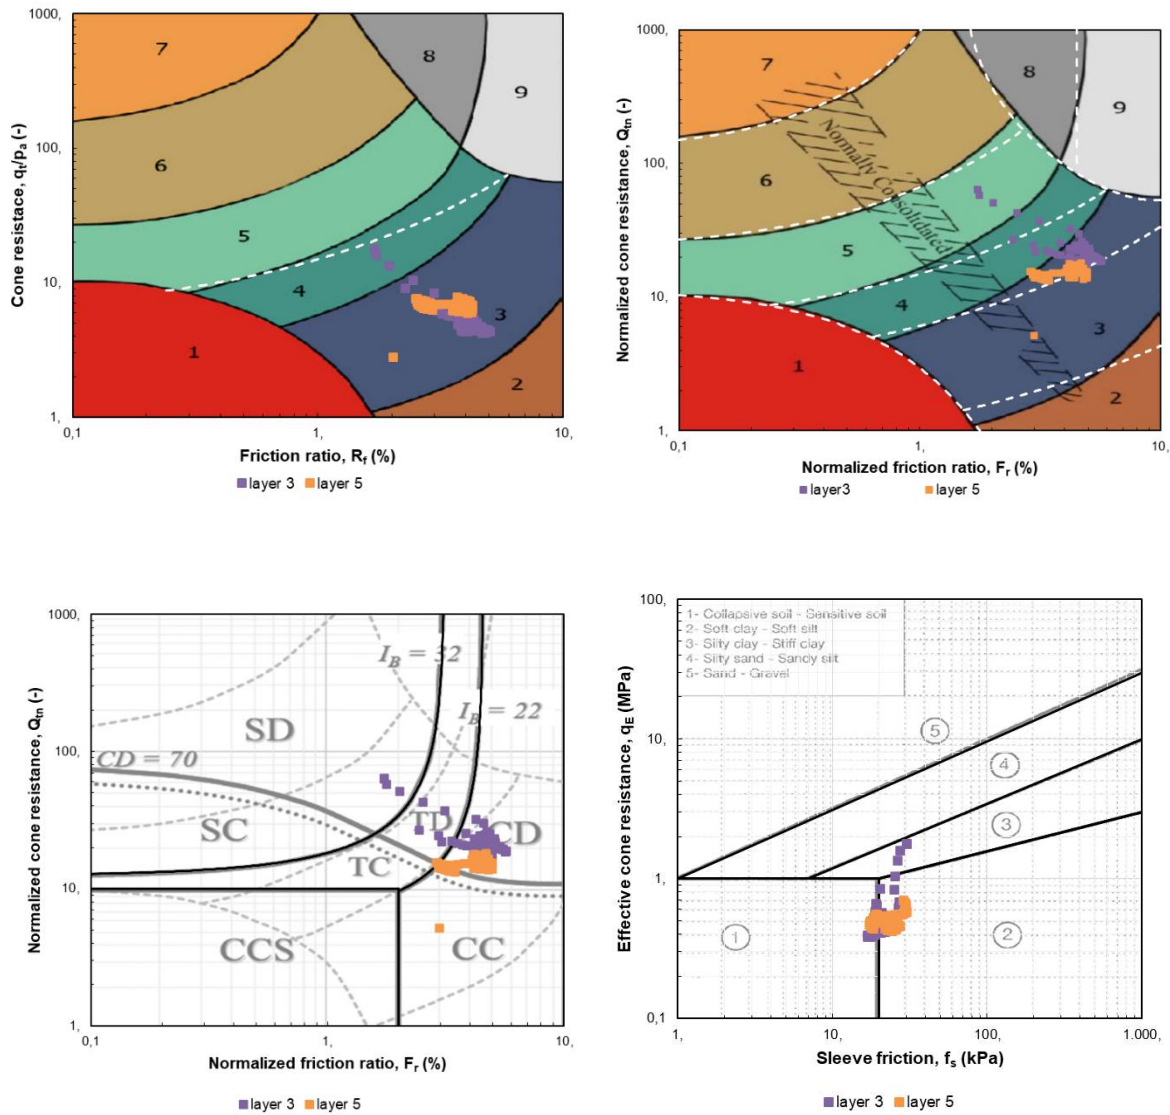 Cone resistace, qt/pa (-)
1000,
100,
10,
1,
7
8
9
6
5
4
3
1
2
0,1
1,
10,
Friction ratio, Rf (%)
layer 3
layer 5
Normalized cone resistance, Qtn (-)
1000,
100,
10,
1,
7
8
9
6
5
4
3
1
2
Normally Consolidated
0,1
1,
10,
Normalized friction ratio, Fr (%)
layer3
layer 5
Normalized cone resistance, Qtn (-)
1000,
100,
10,
1,
IB = 32
IB = 22
SD
CD = 70
SC
TD
CD
TC
CCS
CC
0,1
1,
10,
Normalized friction ratio, Fr (%)
layer 3
layer 5
Effective cone resistance, qE (MPa)
100,
10,
1,
0,1
1- Collapsive soil - Sensitive soil
2- Soft clay - Soft silt
3- Silty clay - Stiff clay
4- Silty sand - Sandy silt
5- Sand - Gravel
5
4
3
1
2
1,
10,
100,
1.000,
Sleeve friction, fs (kPa)
layer 3
layer 5